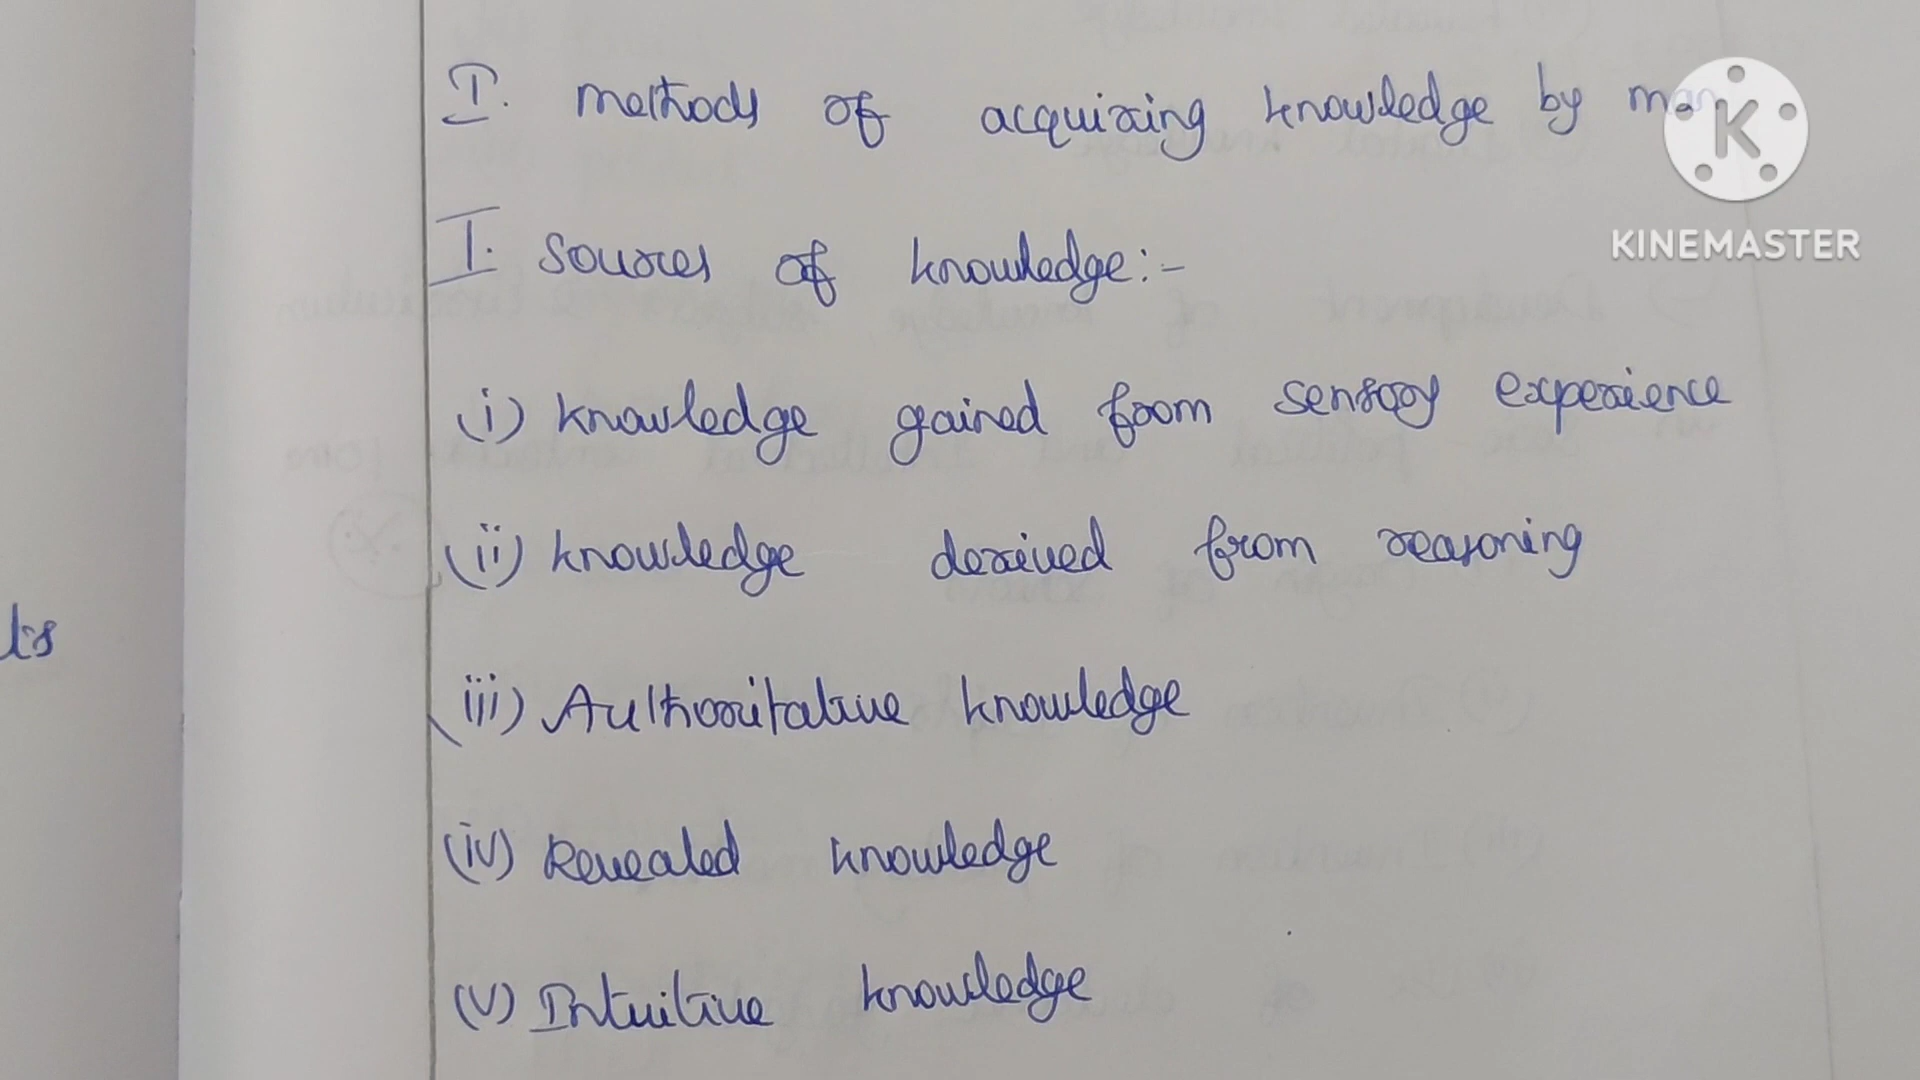 I. methods of acquiring knowledge by man
KINEMASTER
I. Sources of knowledge:-
(i) knowledge gained from sensory experience
(ii) knowledge derived from reasoning
(iii) Authoritative knowledge
(iv) Revealed knowledge
(v) Intuitive knowledge